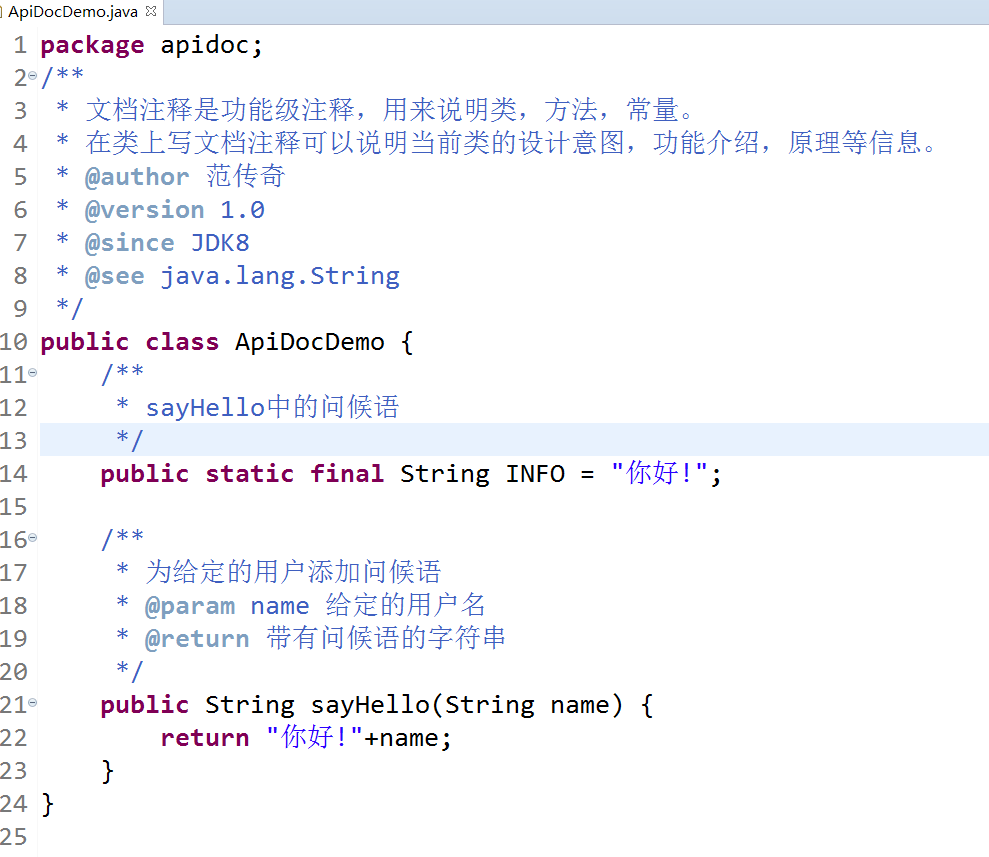 ApiDocDemo.java
1 package apidoc;
2 /**
3 * 文档注释是功能级注释，用来说明类，方法，常量。
4 * 在类上写文档注释可以说明当前类的设计意图，功能介绍，原理等信息。
5 * @author 范传奇
6 * @version 1.0
7 * @since JDK8
8 * @see java.lang.String
9 */
10 public class ApiDocDemo {
11 /**
12 * sayHello中的问候语
13 */
14 public static final String INFO = "你好!";
15
16 /**
17 * 为给定的用户添加问候语
18 * @param name 给定的用户名
19 * @return 带有问候语的字符串
20 */
21 public String sayHello(String name) {
22 return "你好!"+name;
23 }
24 }
25